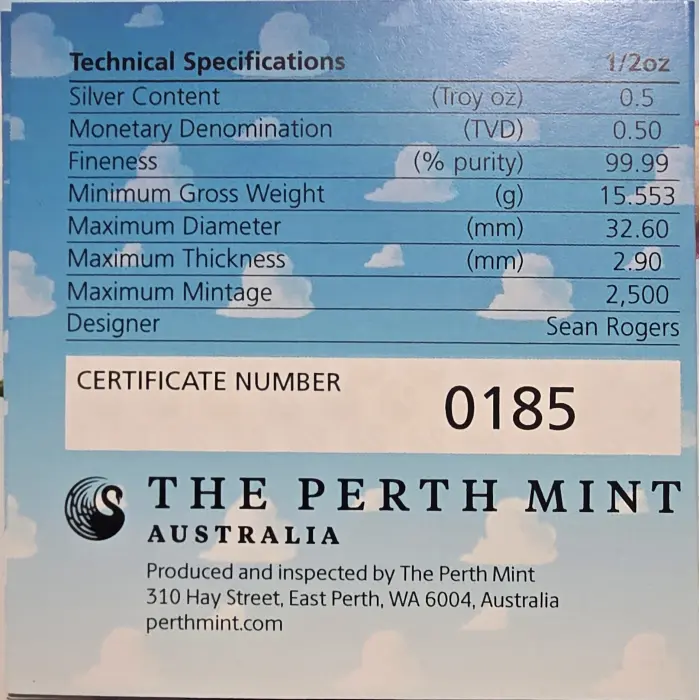 Technical Specifications 1/2oz
Silver Content (Troy oz) 0.5
Monetary Denomination (TVD) 0.50
Fineness (% purity) 99.99
Minimum Gross Weight (g) 15.553
Maximum Diameter (mm) 32.60
Maximum Thickness (mm) 2.90
Maximum Mintage 2,500
Designer Sean Rogers
CERTIFICATE NUMBER 0185
THE PERTH MINT
AUSTRALIA
Produced and inspected by The Perth Mint
310 Hay Street, East Perth, WA 6004, Australia
perthmint.com